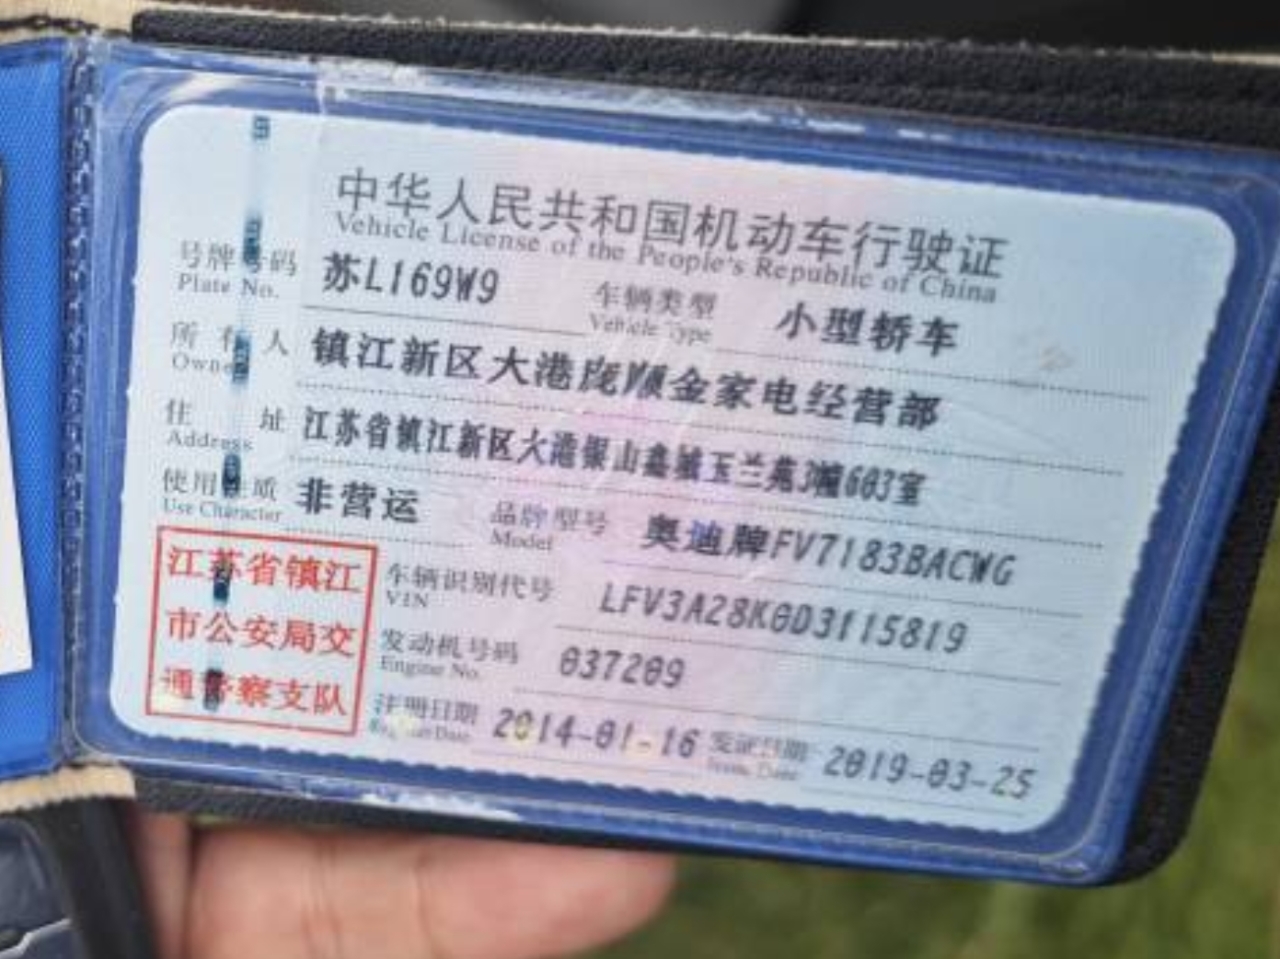 中华人民共和国机动车行驶证
Vehicle License of the People's Republic of China
号牌号码 苏L169W9 车辆类型 小型轿车
Plate No. Vehicle Type
所有人 镇江新区大港 顺金家电经营部
Owner
住址 江苏省镇江新区大港银山鑫城玉兰苑3幢603室
Address
使用性质 非营运 品牌型号 奥迪牌FV7183BACWG
Use Character Model
江苏省镇江
市公安局交
通警察支队
车辆识别代号 LFV3A28K0D3115819
VIN
发动机号码 037209
Engine No.
注册日期 2014-01-16 发证日期 2019-03-25
Issue Date